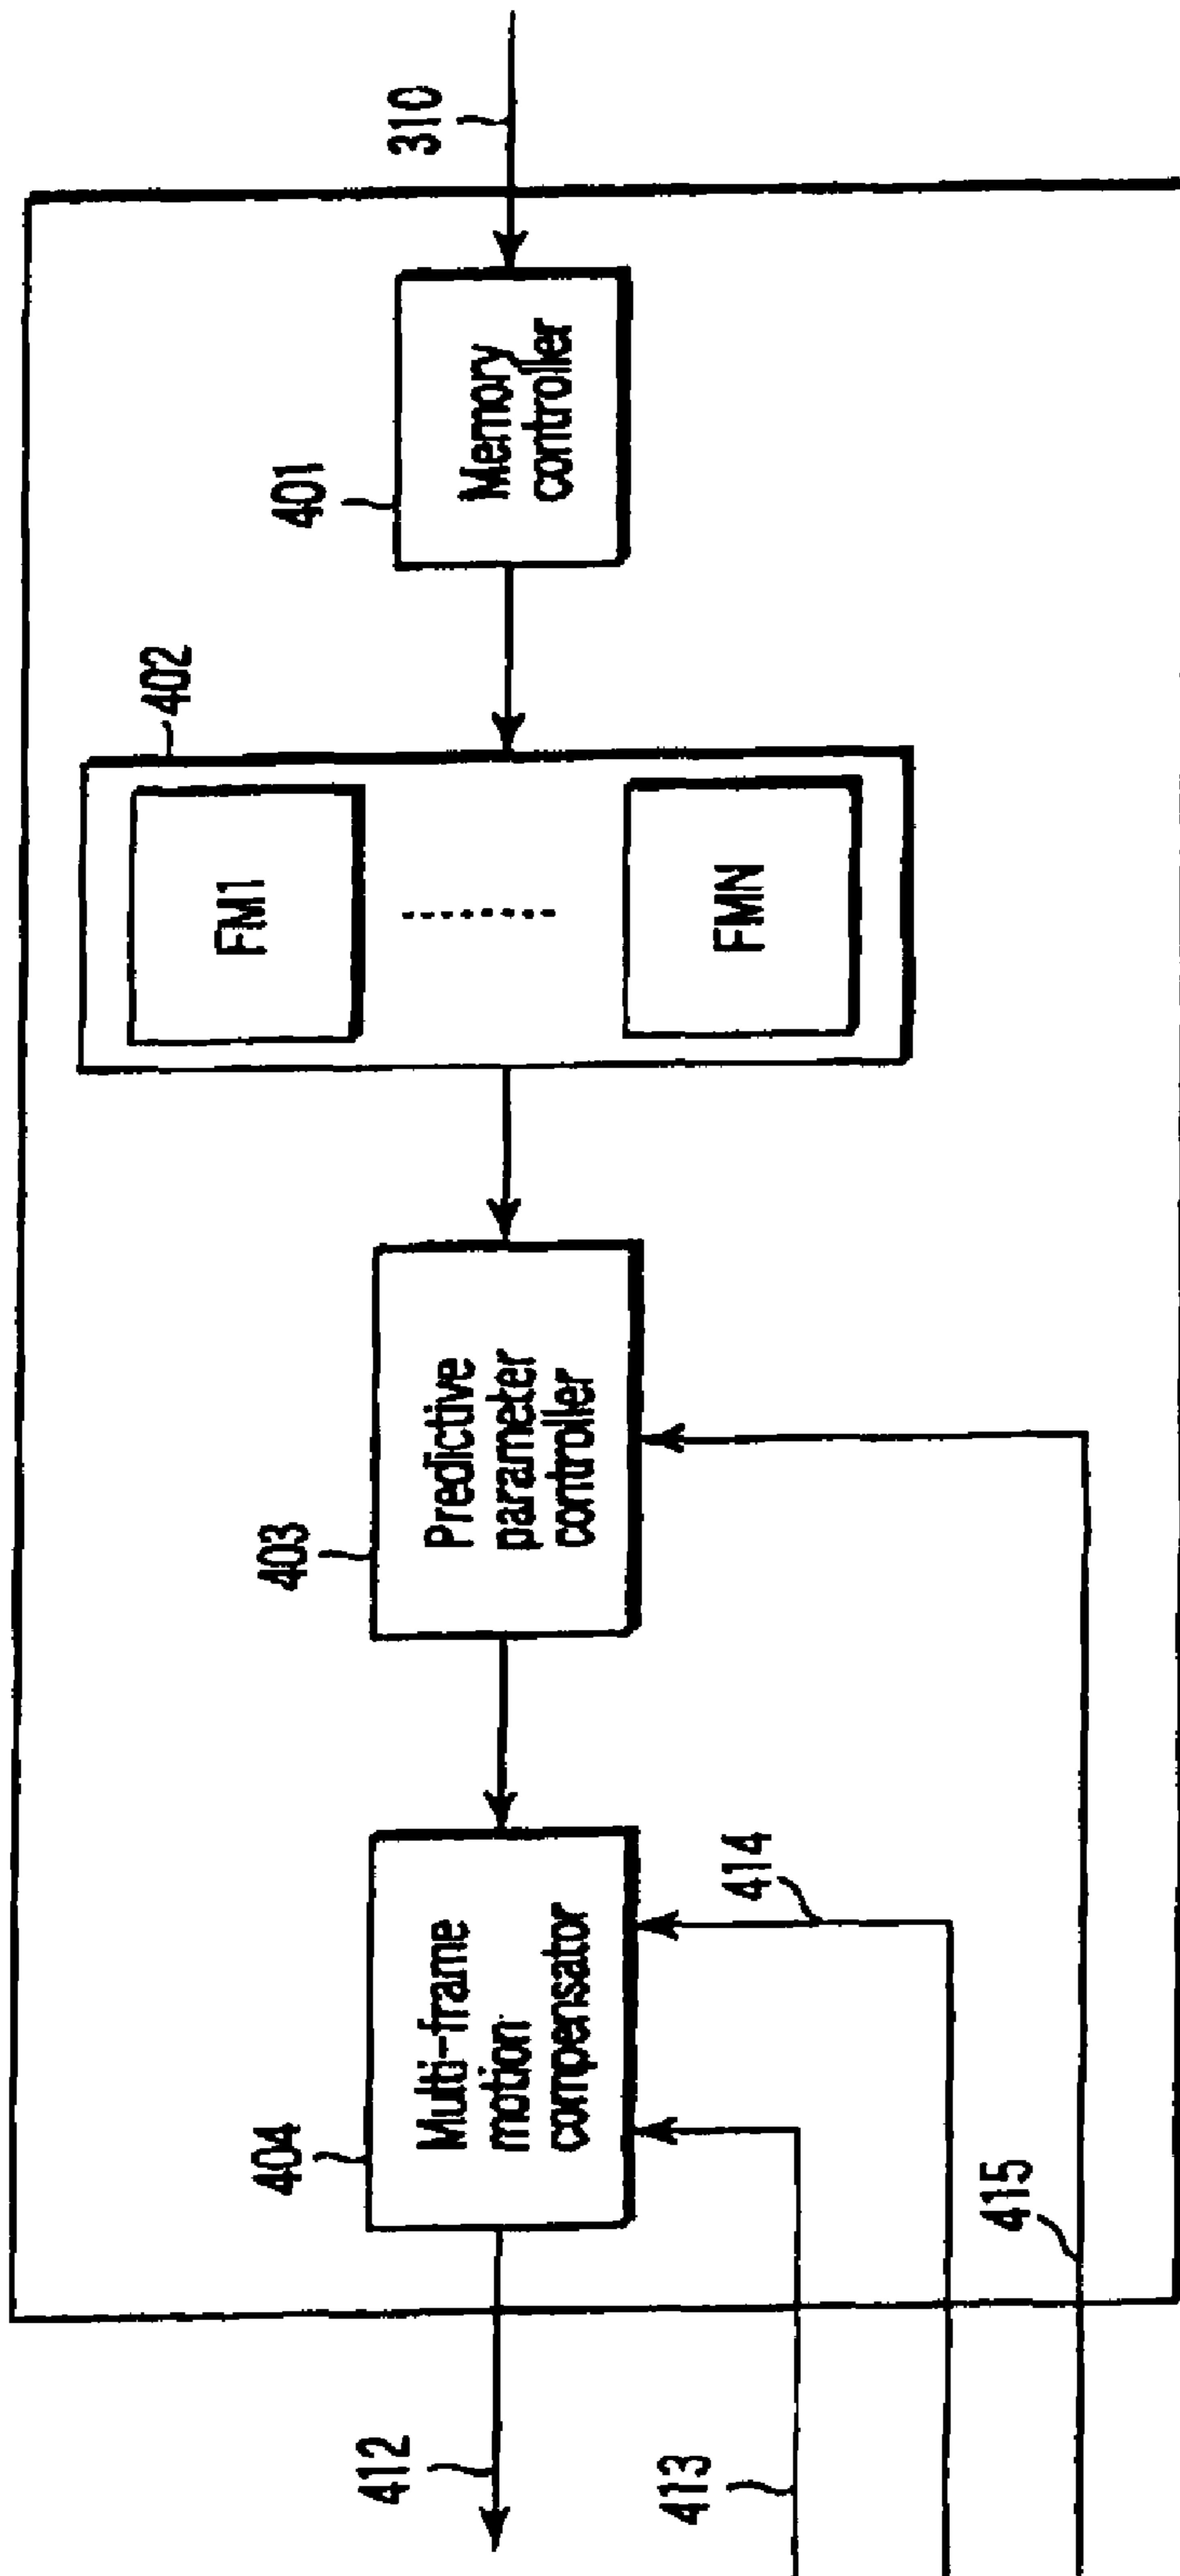 310
401
Memory
controller
402
FM1
FMN
403
Predictive
parameter
controller
404
Multi-frame
motion
compensator
414
415
412
413